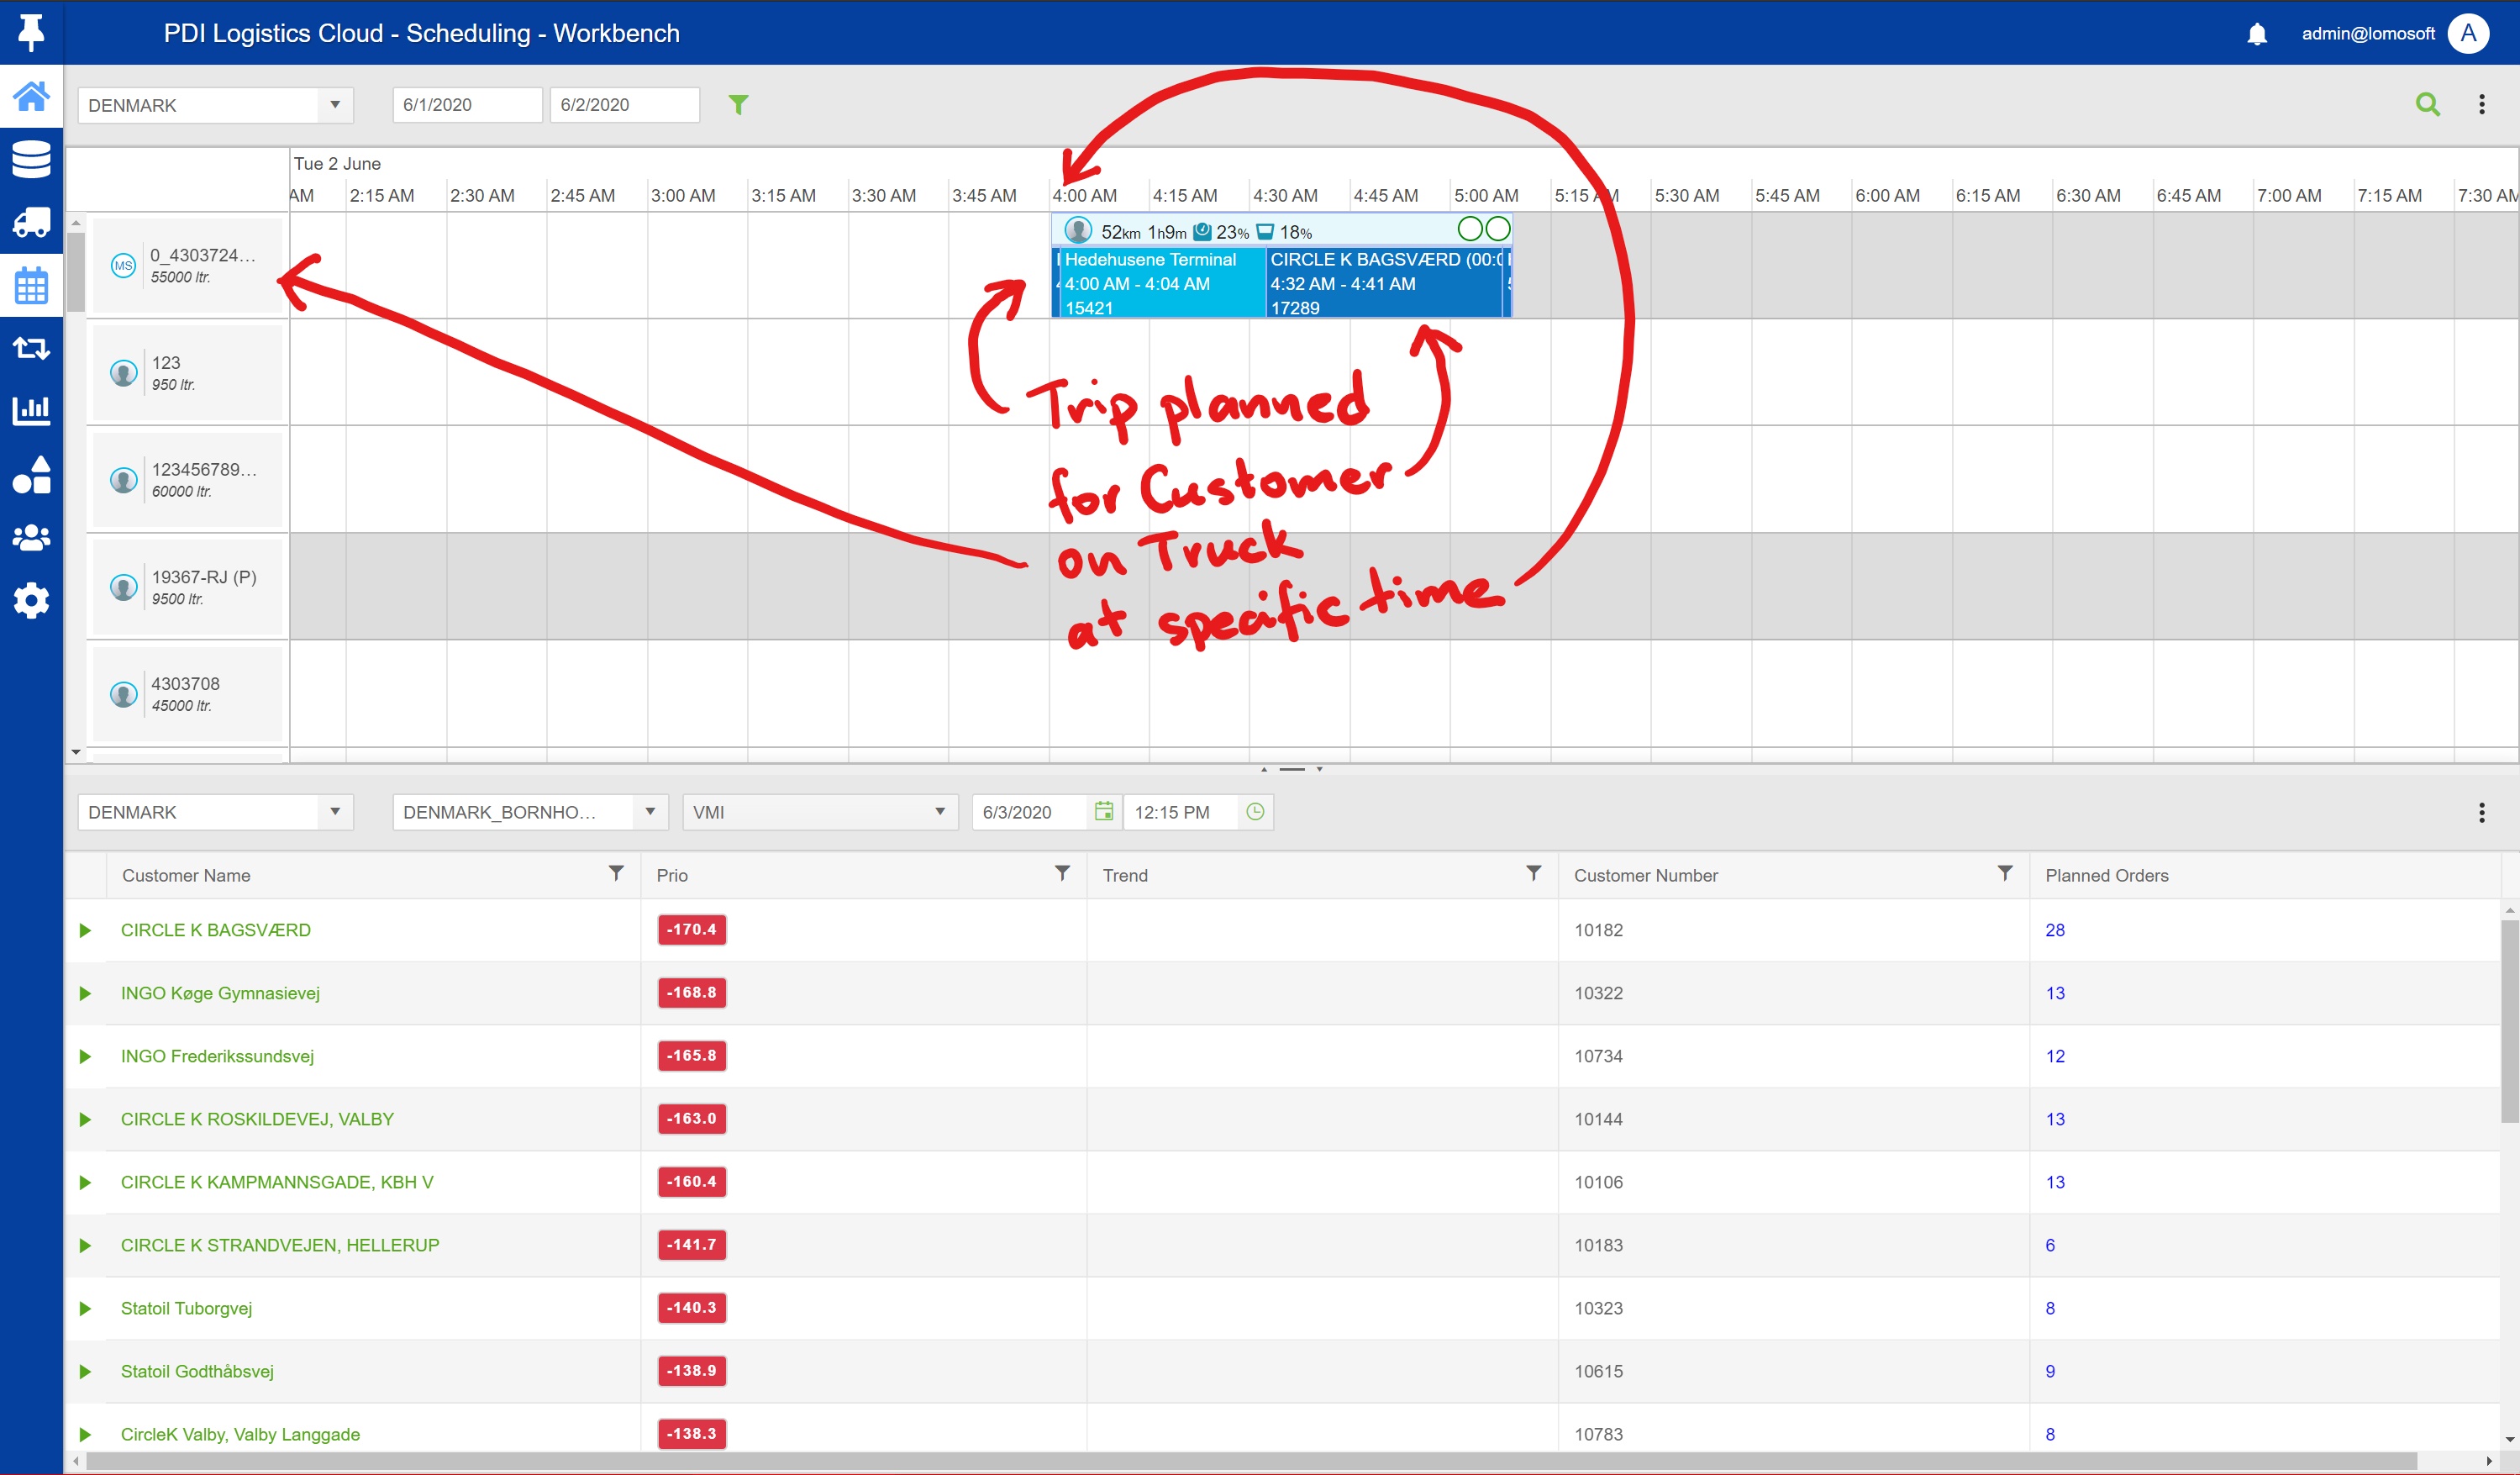 PDI Logistics Cloud - Scheduling - Workbench
admin@lomosoft
A
DENMARK
6/1/2020
6/2/2020
Tue 2 June
AM 2:15 AM 2:30 AM 2:45 AM 3:00 AM 3:15 AM 3:30 AM 3:45 AM 4:00 AM 4:15 AM 4:30 AM 4:45 AM 5:00 AM 5:15 AM 5:30 AM 5:45 AM 6:00 AM 6:15 AM 6:30 AM 6:45 AM 7:00 AM 7:15 AM 7:30 AM
MS
0_4303724...
55000 ltr.
52km 1h9m 23% 18%
Hedehusene Terminal
4:00 AM - 4:04 AM
15421
CIRCLE K BAGSVÆRD (00:0
4:32 AM - 4:41 AM
17289
123
950 ltr.
123456789...
60000 ltr.
19367-RJ (P)
9500 ltr.
4303708
45000 ltr.
Trip planned
for Customer
on Truck
at specific time
DENMARK
DENMARK_BORNHO...
VMI
6/3/2020
12:15 PM
Customer Name Prio Trend Customer Number Planned Orders
CIRCLE K BAGSVÆRD -170.4 10182 28
INGO Køge Gymnasievej -168.8 10322 13
INGO Frederikssundsvej -165.8 10734 12
CIRCLE K ROSKILDEVEJ, VALBY -163.0 10144 13
CIRCLE K KAMPMANNSGADE, KBH V -160.4 10106 13
CIRCLE K STRANDVEJEN, HELLERUP -141.7 10183 6
Statoil Tuborgvej -140.3 10323 8
Statoil Godthåbsvej -138.9 10615 9
CircleK Valby, Valby Langgade -138.3 10783 8